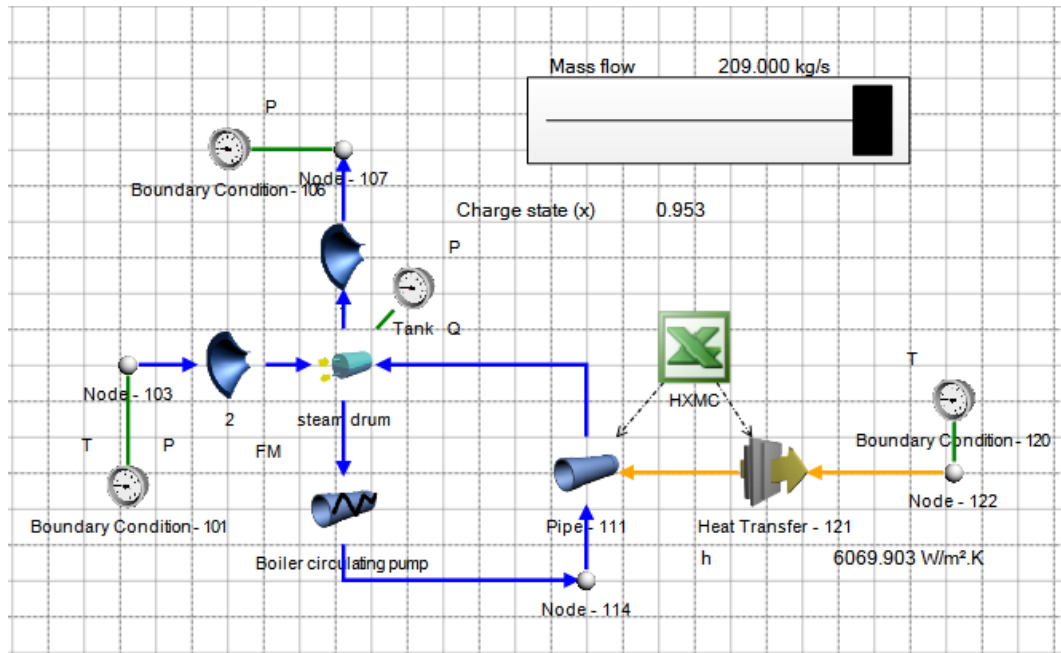 Mass flow 209.000 kg/s
P
Node - 107
Boundary Condition - 106
Charge state (x) 0.953
P
Tank Q
T
Node - 103
HXMC
2
steam drum
Boundary Condition - 120
T P
FM
Node - 122
Boundary Condition - 101
Pipe - 111
Heat Transfer - 121
Boiler circulating pump
h 6069.903 W/m².K
Node - 114